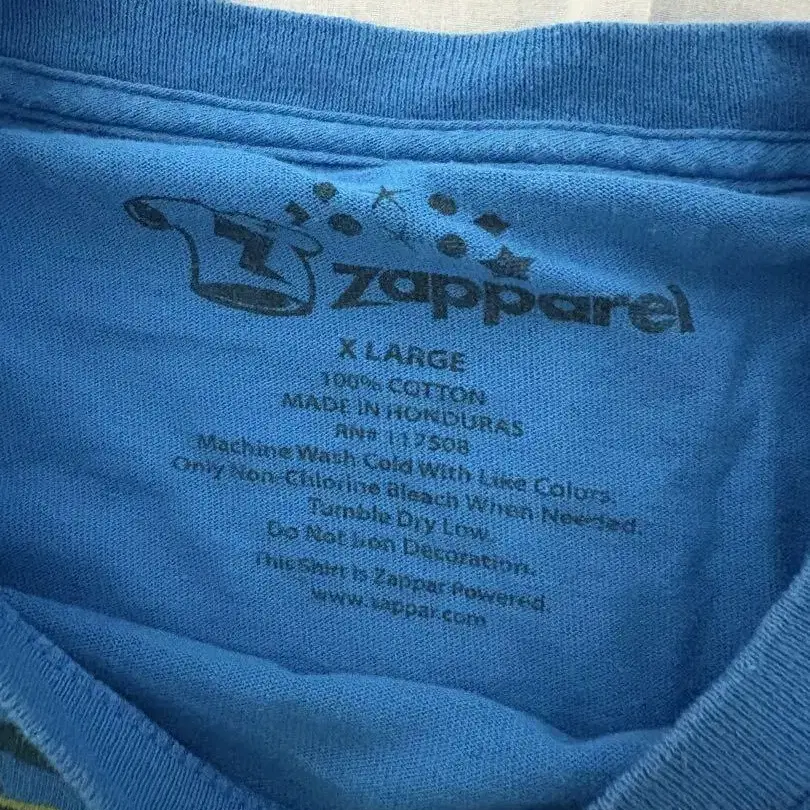 zapparel
X LARGE
100% COTTON
MADE IN HONDURAS
RN# 117508
Machine Wash Cold With Like Colors.
Only Non-Chlorine Bleach When Needed.
Tumble Dry Low.
Do Not Iron Decoration.
This Shirt is Zappar Powered.
www.zappar.com